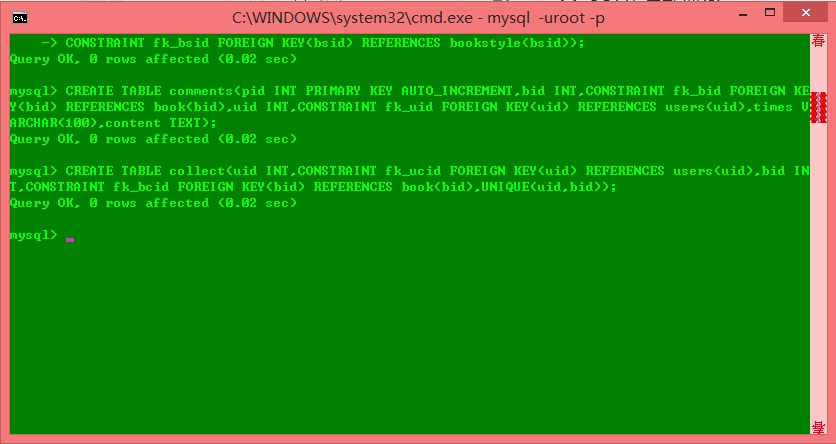 C:\WINDOWS\system32\cmd.exe - mysql  -uroot -p
    -> CONSTRAINT fk_bsid FOREIGN KEY(bsid) REFERENCES bookstyle(bsid));
Query OK, 0 rows affected (0.02 sec)
mysql> CREATE TABLE comments(pid INT PRIMARY KEY AUTO_INCREMENT,bid INT,CONSTRAINT fk_bid FOREIGN KE
Y(bid) REFERENCES book(bid),uid INT,CONSTRAINT fk_uid FOREIGN KEY(uid) REFERENCES users(uid),times V
ARCHAR(100),content TEXT);
Query OK, 0 rows affected (0.02 sec)
mysql> CREATE TABLE collect(uid INT,CONSTRAINT fk_ucid FOREIGN KEY(uid) REFERENCES users(uid),bid IN
T,CONSTRAINT fk_bcid FOREIGN KEY(bid) REFERENCES book(bid),UNIQUE(uid,bid));
Query OK, 0 rows affected (0.02 sec)
mysql>
春